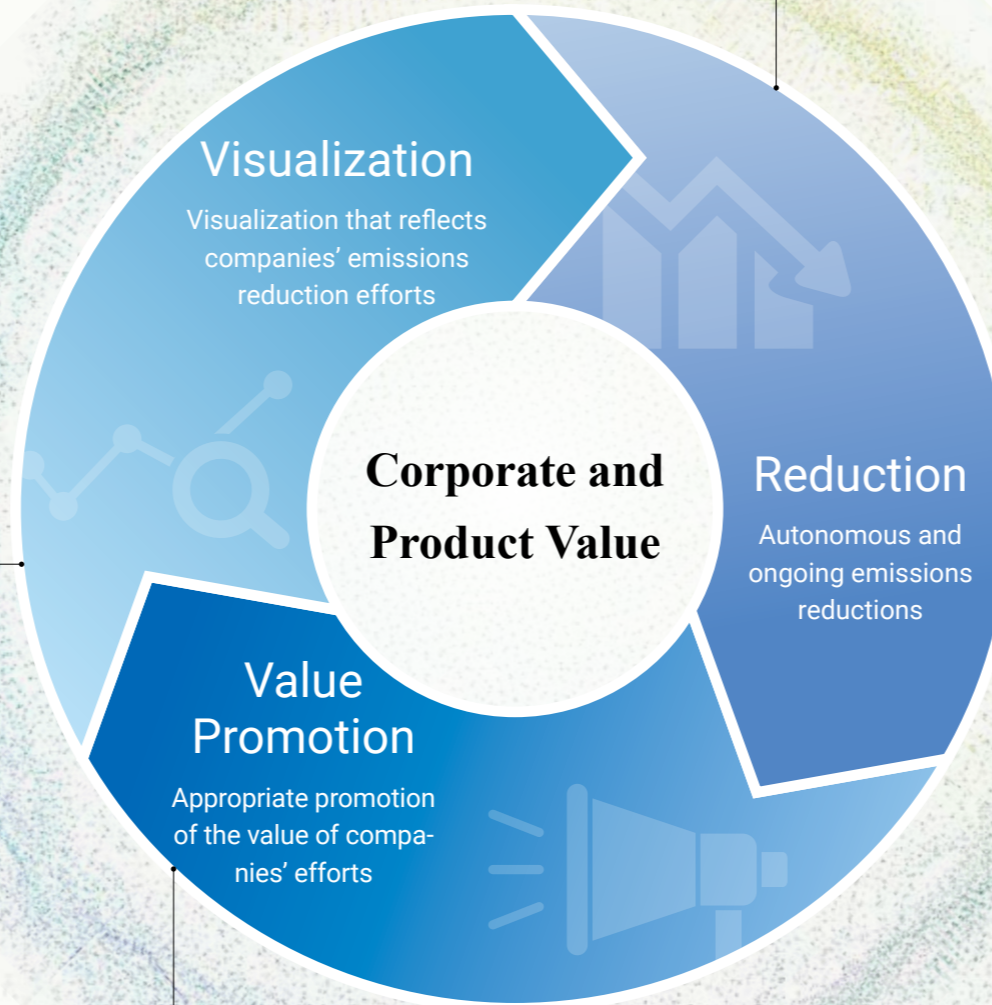 Visualization
Visualization that reflects
companies’ emissions
reduction efforts
Corporate and
Product Value
Reduction
Autonomous and
ongoing emissions
reductions
Value
Promotion
Appropriate promotion
of the value of compa-
nies’ efforts